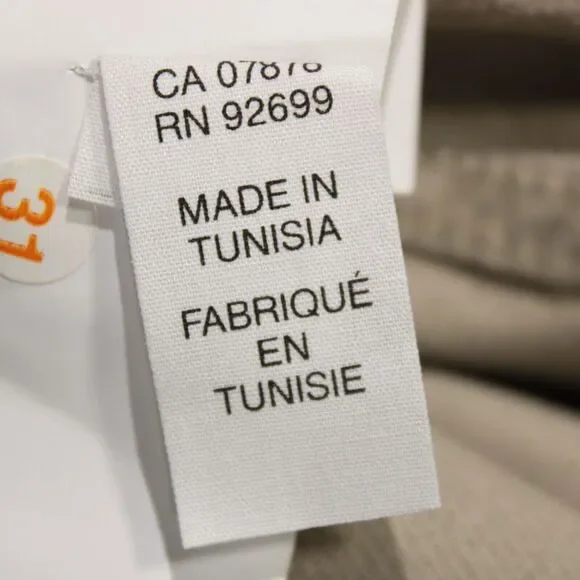 CA 07878
RN 92699
MADE IN
TUNISIA
FABRIQUÉ
EN
TUNISIE
31